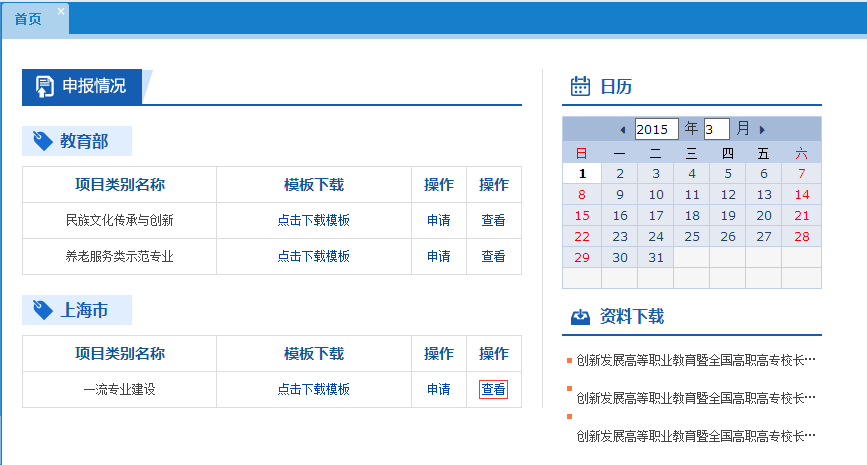 首页
申报情况
教育部
项目类别名称 模板下载 操作 操作
民族文化传承与创新 点击下载模板 申请 查看
养老服务类示范专业 点击下载模板 申请 查看
上海市
项目类别名称 模板下载 操作 操作
一流专业建设 点击下载模板 申请 查看
日历
2015 年 3 月
日 一 二 三 四 五 六
1 2 3 4 5 6 7
8 9 10 11 12 13 14
15 16 17 18 19 20 21
22 23 24 25 26 27 28
29 30 31
资料下载
创新发展高等职业教育暨全国高职高专校长…
创新发展高等职业教育暨全国高职高专校长…
创新发展高等职业教育暨全国高职高专校长…